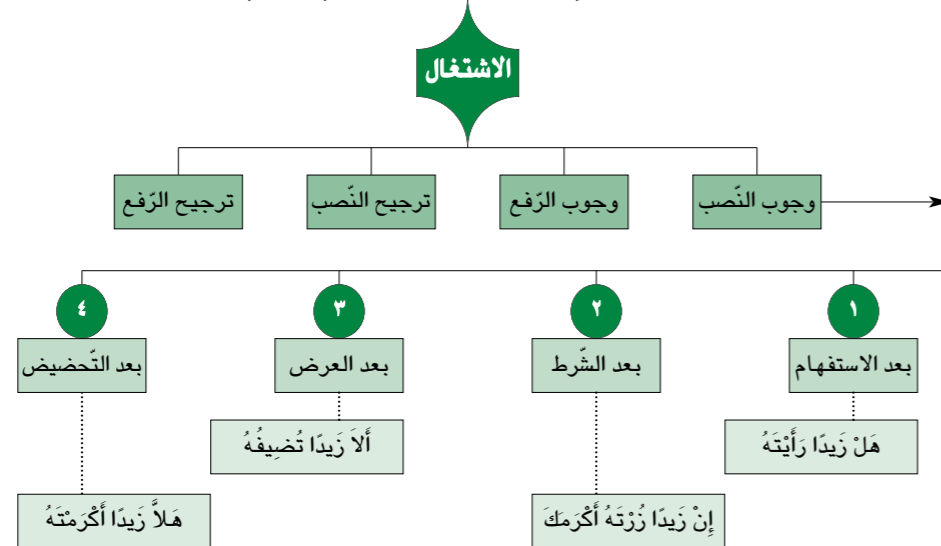 الاشتغال
وجوب النّصب
وجوب الرّفع
ترجيح النّصب
ترجيح الرّفع
١
٢
٣
٤
بعد الاستفهام
بعد الشّرط
بعد العرض
بعد التّحضيض
هَلْ زَيدًا رَأَيْتَهُ
أَلاَ زَيدًا تُضِيفُهُ
إِنْ زَيدًا زُرْتَهُ أَكْرَمَكَ
هَلاَّ زَيدًا أَكْرَمْتَهُ